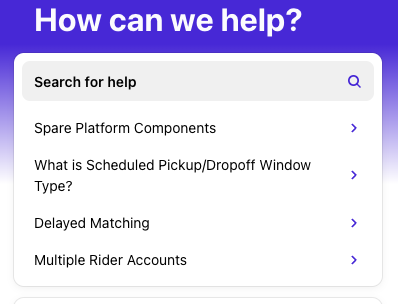 How can we help?
Search for help
Spare Platform Components
What is Scheduled Pickup/Dropoff Window
Type?
Delayed Matching
Multiple Rider Accounts